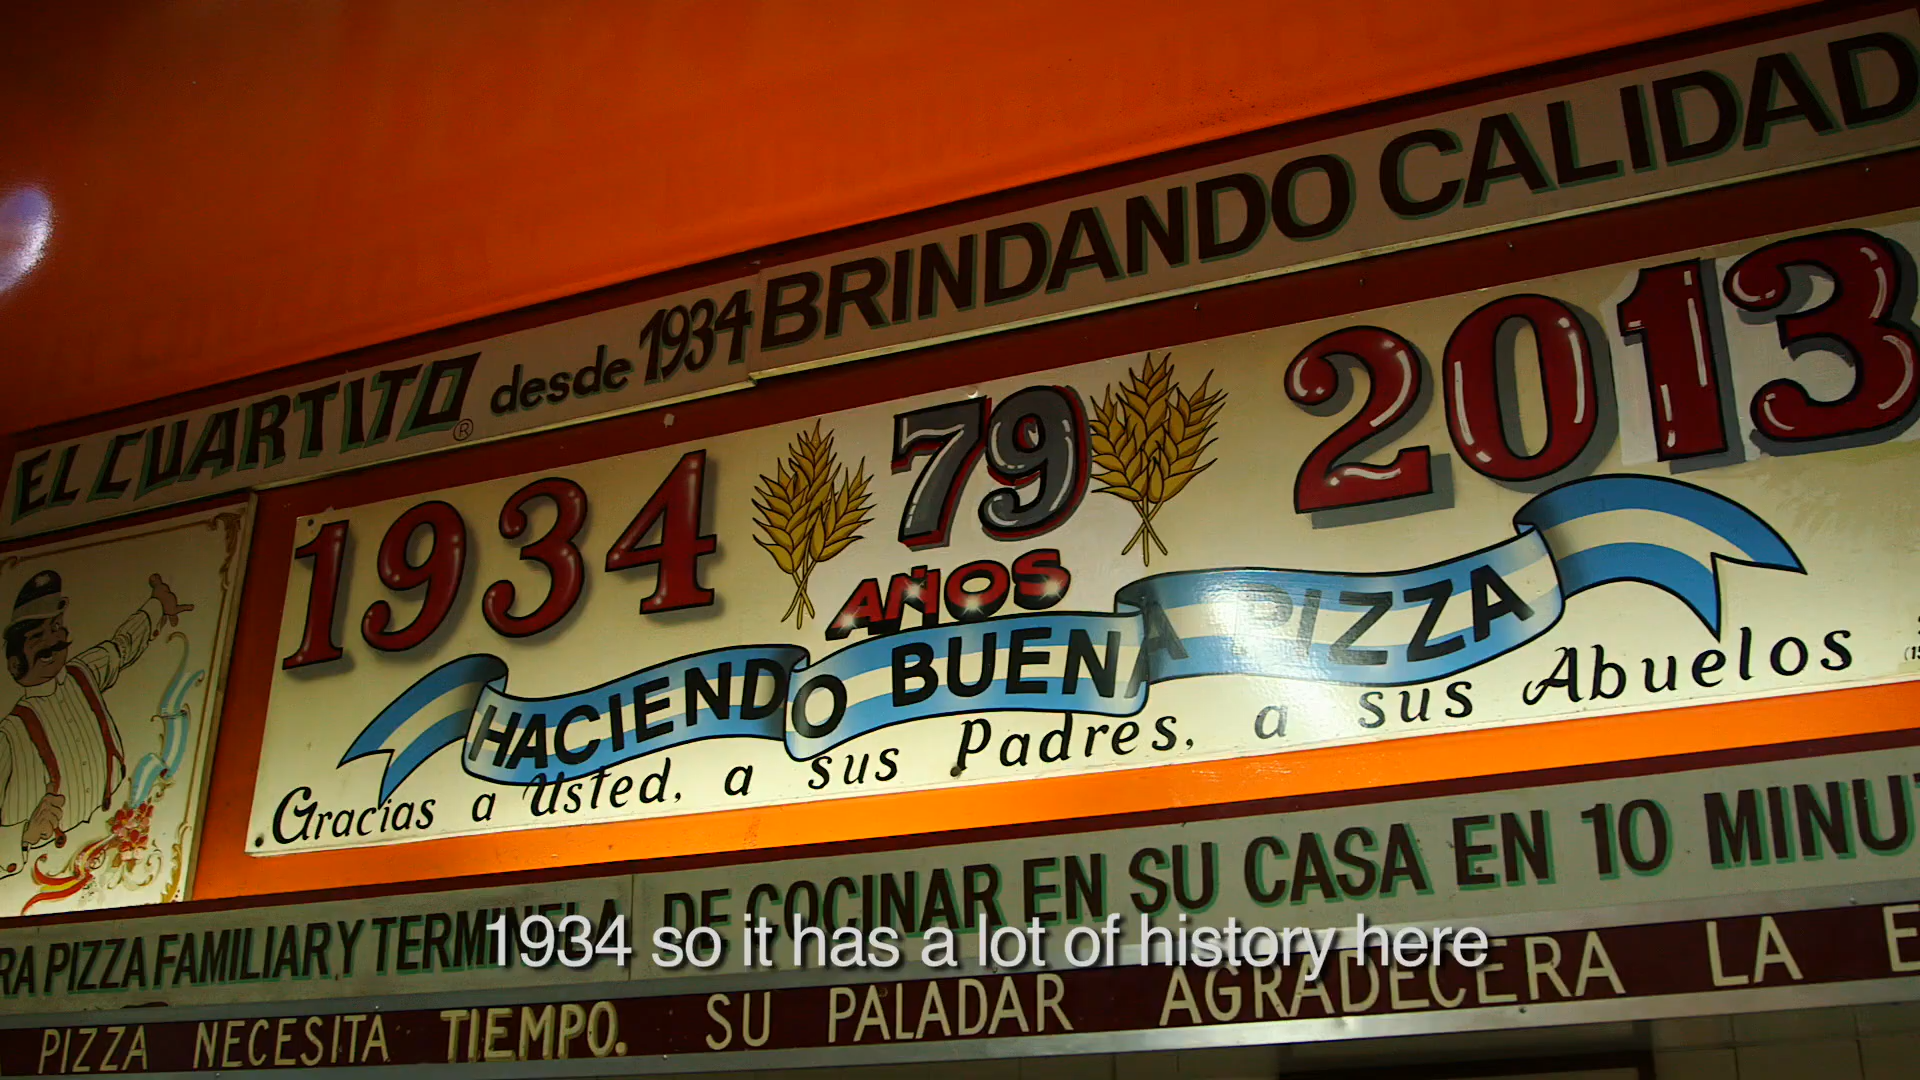 EL CUARTITO® desde 1934 BRINDANDO CALIDAD
1934 79 2013
AÑOS
HACIENDO BUENA PIZZA
Gracias a Usted, a sus Padres, a sus Abuelos
PIZZA FAMILIAR Y TERMINELA DE COCINAR EN SU CASA EN 10
1934 so it has a lot of history here
PIZZA NECESITA TIEMPO. SU PALADAR AGRADECERA LA